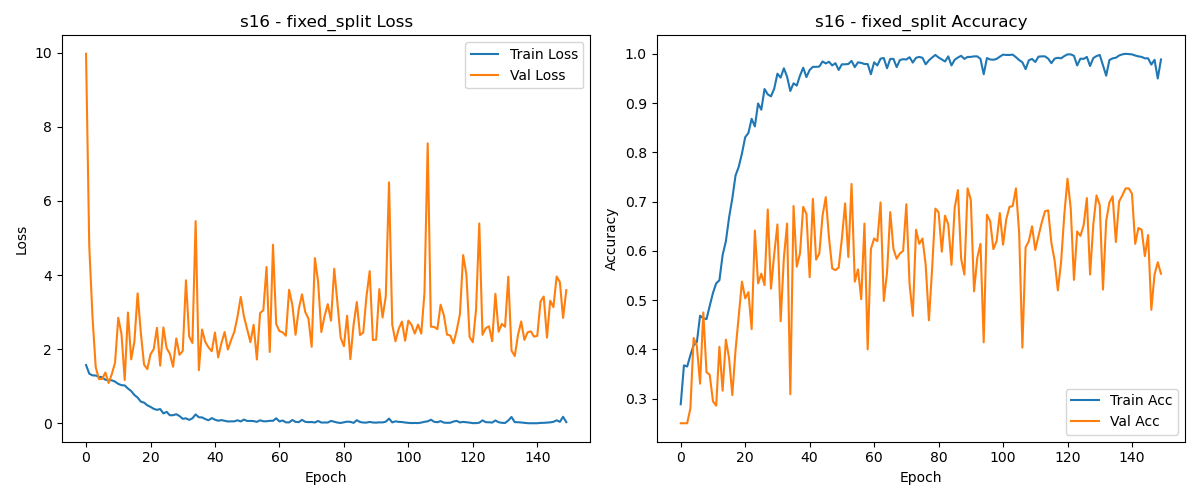 s16 - fixed_split Loss
10
8
6
4
2
0
Loss
0 20 40 60 80 100 120 140
Epoch
Train Loss
Val Loss
s16 - fixed_split Accuracy
1.0
0.9
0.8
0.7
0.6
0.5
0.4
0.3
Accuracy
0 20 40 60 80 100 120 140
Epoch
Train Acc
Val Acc